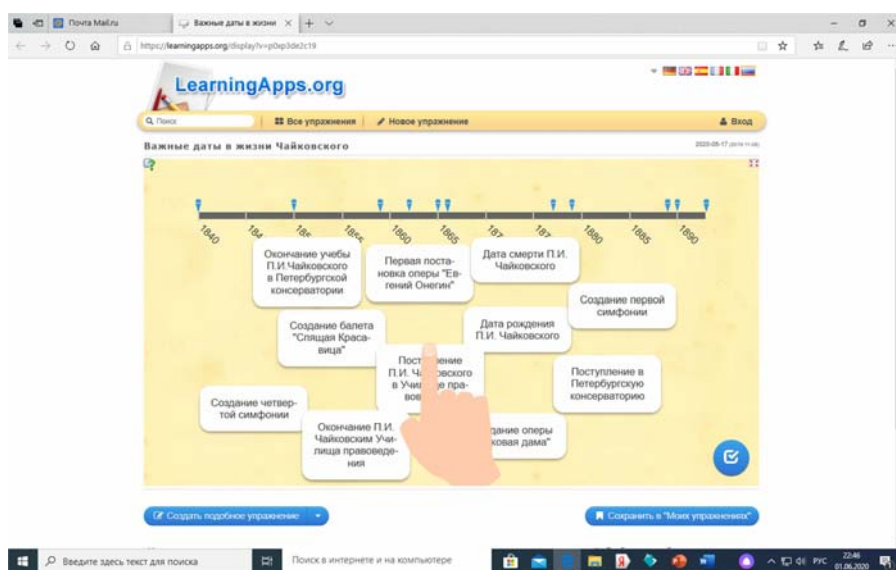 Почта Mail.ru
Важные даты в жизни
https://learningapps.org/display?v=p0xp3de2c19
LearningApps.org
Поиск
Все упражнения
Новое упражнение
Вход
Важные даты в жизни Чайковского
1840
1855
1860
1865
1880
1885
1890
Окончание учебы
П.И.Чайковского
в Петербургской
консерватории
Первая поста-
новка оперы "Ев-
гений Онегин"
Дата смерти П.И.
Чайковского
Создание первой
симфонии
Создание балета
"Спящая Краса-
вица"
Дата рождения
П.И. Чайковского
П.И.
Поступление в
Петербургскую
консерваторию
Создание четвер-
той симфонии
Окончание П.И.
Чайковским Учи-
лища правоведе-
ния
оперы
дама"
Создать подобное упражнение
Сохранить в "Моих упражнениях"
Введите здесь текст для поиска
Поиск в интернете и на компьютере
РУС
22:46
01.06.2020